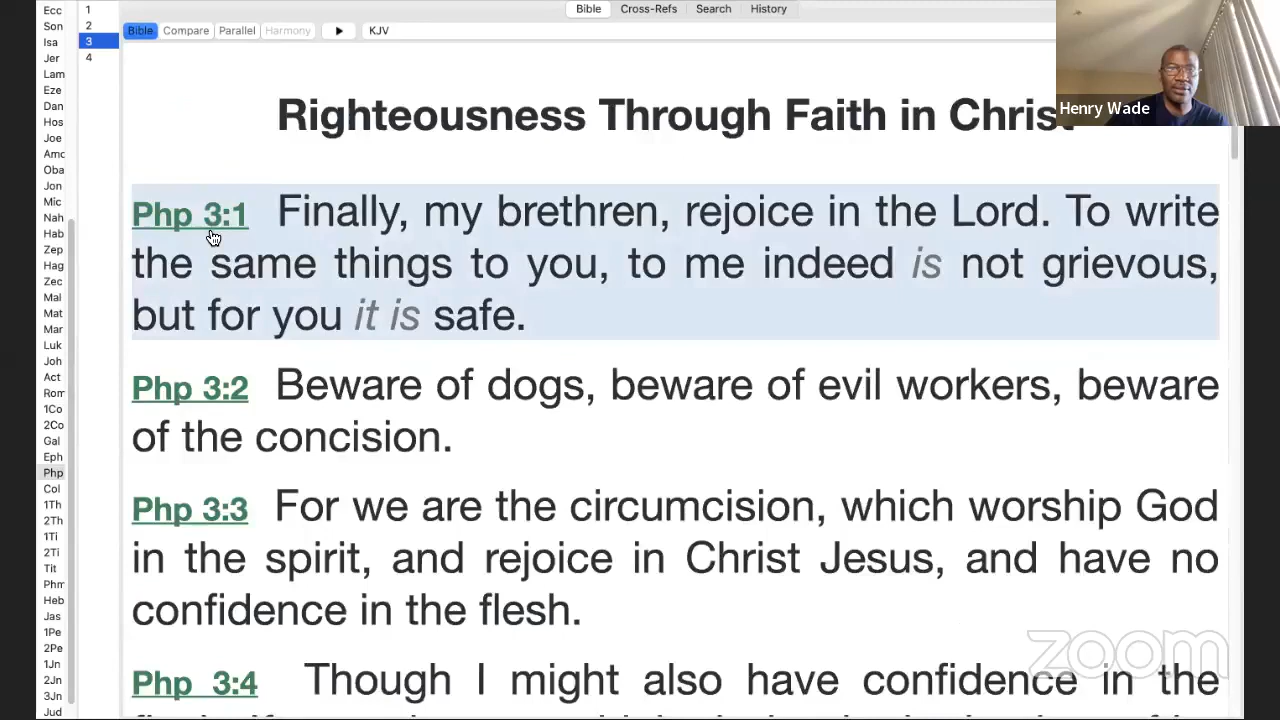 Ecc
Son
Isa
Jer
Lam
Eze
Dan
Hos
Joe
Amo
Oba
Jon
Mic
Nah
Hab
Zep
Hag
Zec
Mal
Mat
Mar
Luk
Joh
Act
Rom
1Co
2Co
Gal
Eph
Php
Col
1Th
2Th
1Ti
2Ti
Tit
Phm
Heb
Jas
1Pe
2Pe
1Jn
2Jn
3Jn
Jud
1
2
3
4
Bible Cross-Refs Search History
Bible Compare Parallel Harmony KJV
Henry Wade
Righteousness Through Faith in Christ
Php 3:1 Finally, my brethren, rejoice in the Lord. To write
the same things to you, to me indeed is not grievous,
but for you it is safe.
Php 3:2 Beware of dogs, beware of evil workers, beware
of the concision.
Php 3:3 For we are the circumcision, which worship God
in the spirit, and rejoice in Christ Jesus, and have no
confidence in the flesh.
Php 3:4 Though I might also have confidence in the
zoom